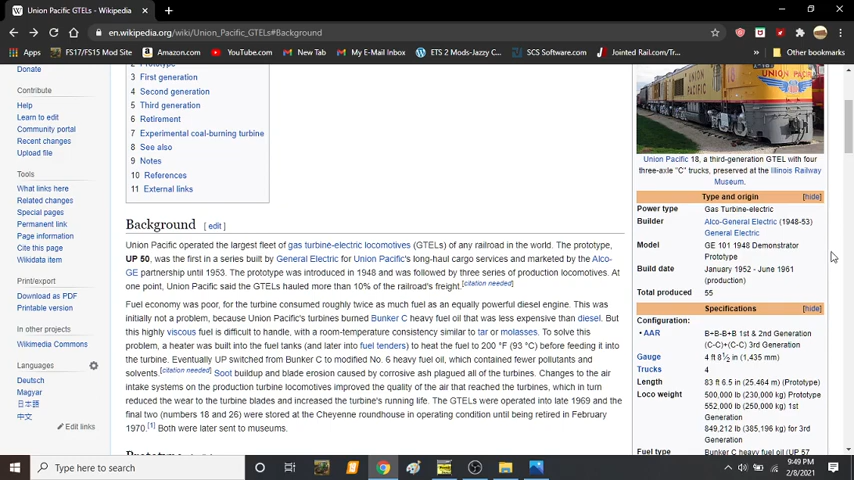 Union Pacific GTELs - Wikipedia
en.wikipedia.org/wiki/Union_Pacific_GTELs#Background
Apps
FS17/FS15 Mod Site
Amazon.com
YouTube.com
New Tab
My E-Mail Inbox
ETS 2 Mods-Jazzy C...
SCS Software.com
Jointed Rail.com/Tr...
Other bookmarks
Donate
Contribute
Help
Learn to edit
Community portal
Recent changes
Upload file
Tools
What links here
Related changes
Special pages
Permanent link
Page information
Cite this page
Wikidata item
Print/export
Download as PDF
Printable version
In other projects
Wikimedia Commons
Languages
Deutsch
Magyar
日本語
中文
Edit links
3 First generation
4 Second generation
5 Third generation
6 Retirement
7 Experimental coal-burning turbine
8 See also
9 Notes
10 References
11 External links
Background [ edit ]
Union Pacific operated the largest fleet of gas turbine-electric locomotives (GTELs) of any railroad in the world. The prototype,
UP 50, was the first in a series built by General Electric for Union Pacific's long-haul cargo services and marketed by the Alco-
GE partnership until 1953. The prototype was introduced in 1948 and was followed by three series of production locomotives. At
one point, Union Pacific said the GTELs hauled more than 10% of the railroad's freight.[citation needed]
Fuel economy was poor, for the turbine consumed roughly twice as much fuel as an equally powerful diesel engine. This was
initially not a problem, because Union Pacific's turbines burned Bunker C heavy fuel oil that was less expensive than diesel. But
this highly viscous fuel is difficult to handle, with a room-temperature consistency similar to tar or molasses. To solve this
problem, a heater was built into the fuel tanks (and later into fuel tenders) to heat the fuel to 200 °F (93 °C) before feeding it into
the turbine. Eventually UP switched from Bunker C to modified No. 6 heavy fuel oil, which contained fewer pollutants and
solvents.[citation needed] Soot buildup and blade erosion caused by corrosive ash plagued all of the turbines. Changes to the air
intake systems on the production turbine locomotives improved the quality of the air that reached the turbines, which in turn
reduced the wear to the turbine blades and increased the turbine's running life. The GTELs were operated into late 1969 and the
final two (numbers 18 and 26) were stored at the Cheyenne roundhouse in operating condition until being retired in February
1970.[1] Both were later sent to museums.
UNION PACIFIC
Union Pacific 18, a third-generation GTEL with four
three-axle "C" trucks, preserved at the Illinois Railway
Museum.
Type and origin [hide]
Power type Gas Turbine-electric
Builder Alco-General Electric (1948-53)
General Electric
Model GE 101 1948 Demonstrator
Prototype
Build date January 1952 - June 1961
(production)
Total produced 55
Specifications [hide]
Configuration:
• AAR B+B-B+B 1st & 2nd Generation
(C-C)+(C-C) 3rd Generation
Gauge 4 ft 8 1⁄2 in (1,435 mm)
Trucks 4
Length 83 ft 6.5 in (25.464 m) (Prototype)
Loco weight 500,000 lb (230,000 kg) Prototype
552,000 lb (250,000 kg) 1st
Generation
849,212 lb (385,196 kg) for 3rd
Generation
Fuel type Bunker C heavy fuel oil (UP 57
Type here to search
9:49 PM
2/8/2021